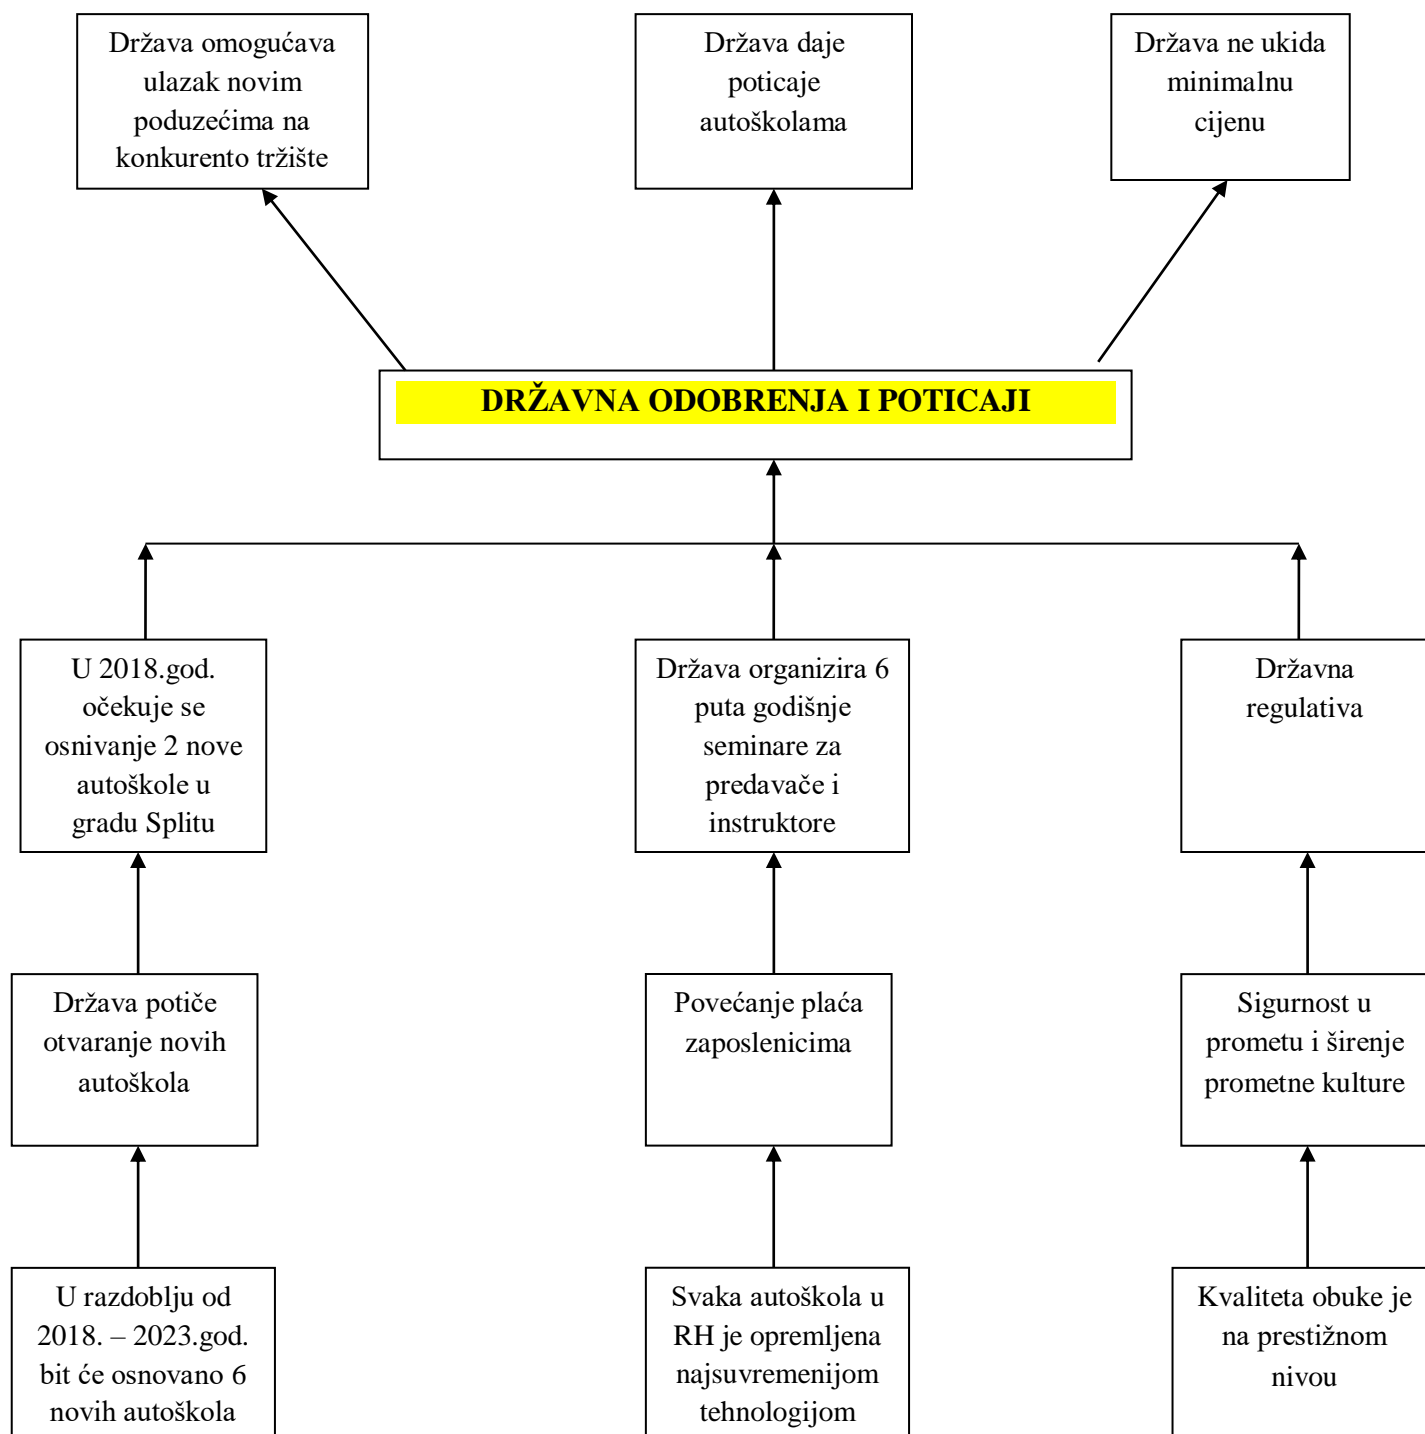 Država omogućava
ulazak novim
poduzećima na
konkurento tržište
Država daje
poticaje
autoškolama
Država ne ukida
minimalnu
cijenu
DRŽAVNA ODOBRENJA I POTICAJI
U 2018.god.
očekuje se
osnivanje 2 nove
autoškole u
gradu Splitu
Država organizira 6
puta godišnje
seminare za
predavače i
instruktore
Državna
regulativa
Država potiče
otvaranje novih
autoškola
Povećanje plaća
zaposlenicima
Sigurnost u
prometu i širenje
prometne kulture
U razdoblju od
2018. – 2023.god.
bit će osnovano 6
novih autoškola
Svaka autoškola u
RH je opremljena
najsuvremenijom
tehnologijom
Kvaliteta obuke je
na prestižnom
nivou